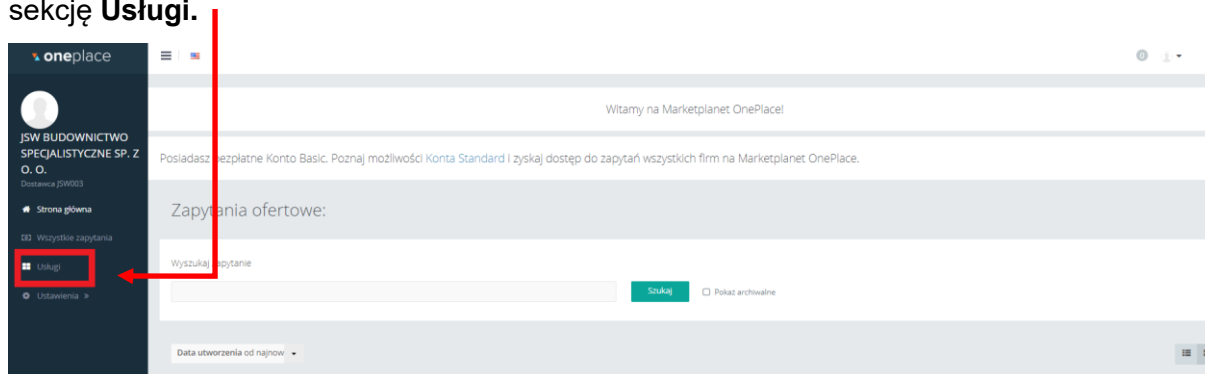 sekcję Usługi.
oneplace
0
Witamy na Marketplanet OnePlace!
JSW BUDOWNICTWO
SPECJALISTYCZNE SP. Z
O. O.
Dostawca JSW003
Posiadasz bezpłatne Konto Basic. Poznaj możliwości Konta Standard i zyskaj dostęp do zapytań wszystkich firm na Marketplanet OnePlace.
Strona główna
Zapytania ofertowe:
Wszystkie zapytania
Usługi
Wyszukaj zapytanie
Ustawienia »
Szukaj
Pokaż archiwalne
Data utworzenia od najnow